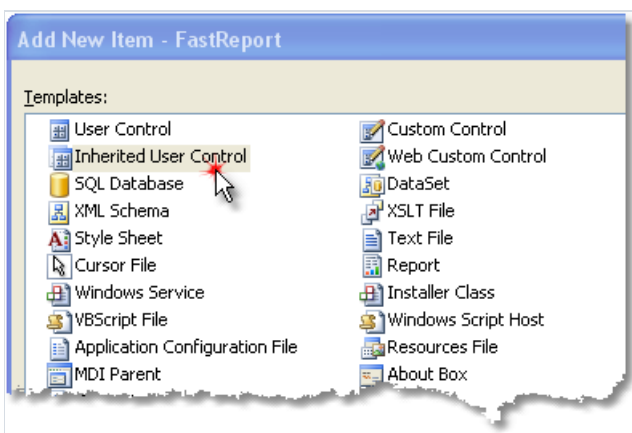 Add New Item - FastReport
Templates:
User Control
Inherited User Control
SQL Database
XML Schema
Style Sheet
Cursor File
Windows Service
VBScript File
Application Configuration File
MDI Parent
Custom Control
Web Custom Control
DataSet
XSLT File
Text File
Report
Installer Class
Windows Script Host
Resources File
About Box